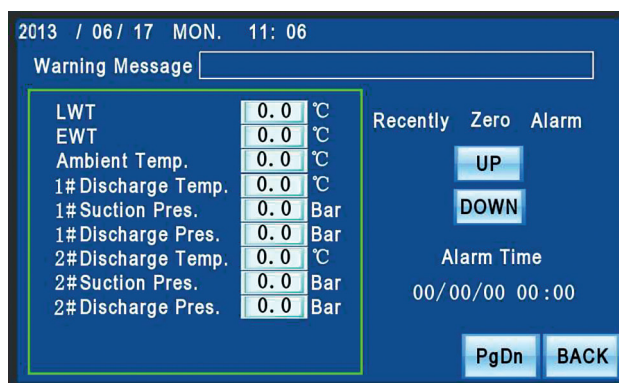 2013 / 06/ 17 MON. 11: 06
Warning Message
LWT 0.0 ℃
EWT 0.0 ℃
Ambient Temp. 0.0 ℃
1#Discharge Temp. 0.0 ℃
1#Suction Pres. 0.0 Bar
1#Discharge Pres. 0.0 Bar
2#Discharge Temp. 0.0 ℃
2#Suction Pres. 0.0 Bar
2#Discharge Pres. 0.0 Bar
Recently Zero Alarm
UP
DOWN
Alarm Time
00/00/00 00:00
PgDn BACK